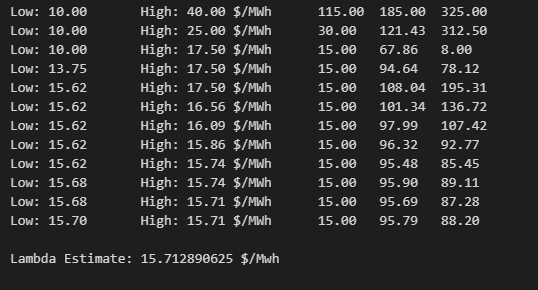 Low: 10.00 High: 40.00 $/MWh 115.00 185.00 325.00
Low: 10.00 High: 25.00 $/MWh 30.00 121.43 312.50
Low: 10.00 High: 17.50 $/MWh 15.00 67.86 8.00
Low: 13.75 High: 17.50 $/MWh 15.00 94.64 78.12
Low: 15.62 High: 17.50 $/MWh 15.00 108.04 195.31
Low: 15.62 High: 16.56 $/MWh 15.00 101.34 136.72
Low: 15.62 High: 16.09 $/MWh 15.00 97.99 107.42
Low: 15.62 High: 15.86 $/MWh 15.00 96.32 92.77
Low: 15.62 High: 15.74 $/MWh 15.00 95.48 85.45
Low: 15.68 High: 15.74 $/MWh 15.00 95.90 89.11
Low: 15.68 High: 15.71 $/MWh 15.00 95.69 87.28
Low: 15.70 High: 15.71 $/MWh 15.00 95.79 88.20
Lambda Estimate: 15.712890625 $/Mwh